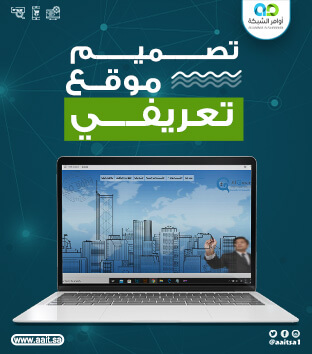 أوامر الشبكة
تصميم
موقع
تعريفي
www.aait.sa
@aaitsa1